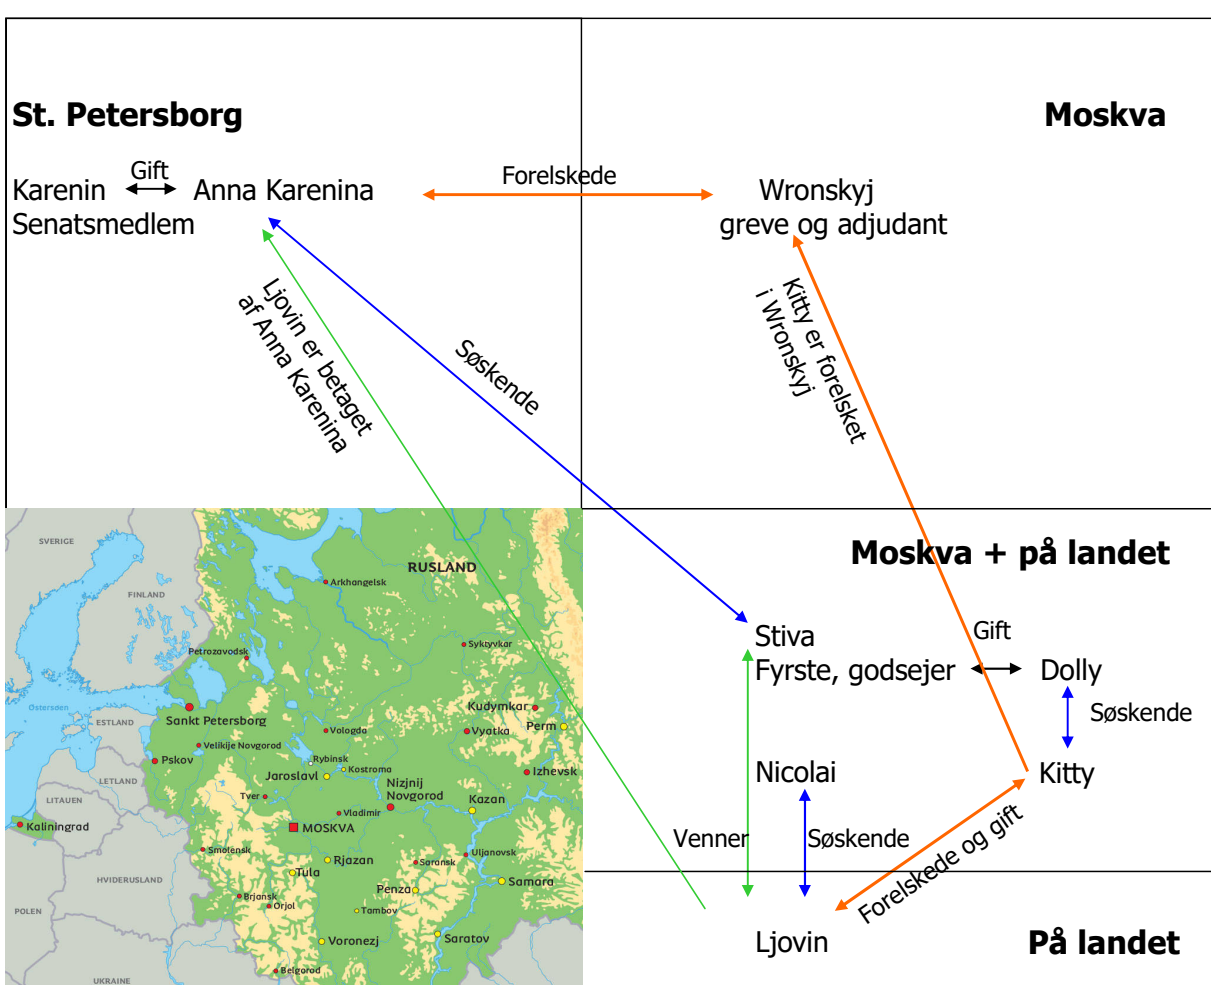 St. Petersborg
Moskva
Gift
Karenin
Anna Karenina
Senatsmedlem
Forelskede
Wronskyj
greve og adjudant
Ljovin er betaget
af Anna Karenina
Søskende
Kitty er forelsket
i Wronskyj
Moskva + på landet
Stiva
Fyrste, godsejer
Gift
Dolly
Søskende
Nicolai
Kitty
Venner
Søskende
Forelskede og gift
Ljovin
På landet
SVERIGE
RUSLAND
Arkhangelsk
FINLAND
Syktyvkar
Petrozavodsk
Østersøen
Sankt Petersborg
Kudymkar
ESTLAND
Vologda
Vyatka
Perm
Velikije Novgorod
Pskov
Rybinsk
Kostroma
Izhevsk
LETLAND
Jaroslavl
Nizjnij
Novgorod
LITAUEN
Tver
Kazan
Vladimir
Kaliningrad
MOSKVA
Smolensk
Uljanovsk
Rjazan
Saransk
HVIDERUSLAND
Tula
Samara
Penza
Brjansk
Orjol
Tambov
POLEN
Voronezj
Saratov
Belgorod
UKRAINE